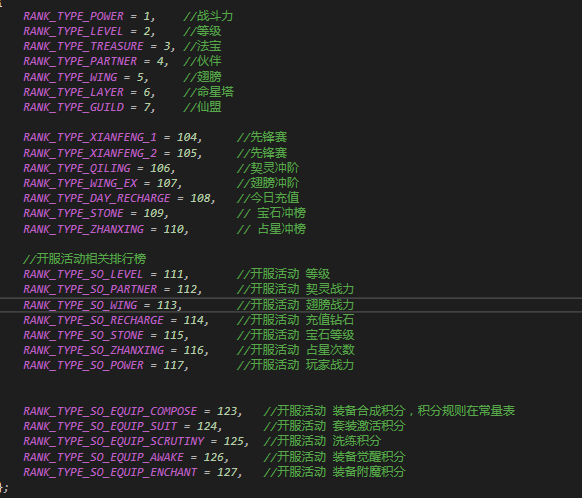 RANK_TYPE_POWER = 1, //战斗力
RANK_TYPE_LEVEL = 2, //等级
RANK_TYPE_TREASURE = 3, //法宝
RANK_TYPE_PARTNER = 4, //伙伴
RANK_TYPE_WING = 5, //翅膀
RANK_TYPE_LAYER = 6, //命星塔
RANK_TYPE_GUILD = 7, //仙盟
RANK_TYPE_XIANFENG_1 = 104, //先锋赛
RANK_TYPE_XIANFENG_2 = 105, //先锋赛
RANK_TYPE_QILING = 106, //契灵冲阶
RANK_TYPE_WING_EX = 107, //翅膀冲阶
RANK_TYPE_DAY_RECHARGE = 108, //今日充值
RANK_TYPE_STONE = 109, // 宝石冲榜
RANK_TYPE_ZHANXING = 110, // 占星冲榜
//开服活动相关排行榜
RANK_TYPE_SO_LEVEL = 111, //开服活动 等级
RANK_TYPE_SO_PARTNER = 112, //开服活动 契灵战力
RANK_TYPE_SO_WING = 113, //开服活动 翅膀战力
RANK_TYPE_SO_RECHARGE = 114, //开服活动 充值钻石
RANK_TYPE_SO_STONE = 115, //开服活动 宝石等级
RANK_TYPE_SO_ZHANXING = 116, //开服活动 占星次数
RANK_TYPE_SO_POWER = 117, //开服活动 玩家战力
RANK_TYPE_SO_EQUIP_COMPOSE = 123, //开服活动 装备合成积分，积分规则在常量表
RANK_TYPE_SO_EQUIP_SUIT = 124, //开服活动 套装激活积分
RANK_TYPE_SO_EQUIP_SCRUTINY = 125, //开服活动 洗练积分
RANK_TYPE_SO_EQUIP_AWAKE = 126, //开服活动 装备觉醒积分
RANK_TYPE_SO_EQUIP_ENCHANT = 127, //开服活动 装备附魔积分
};